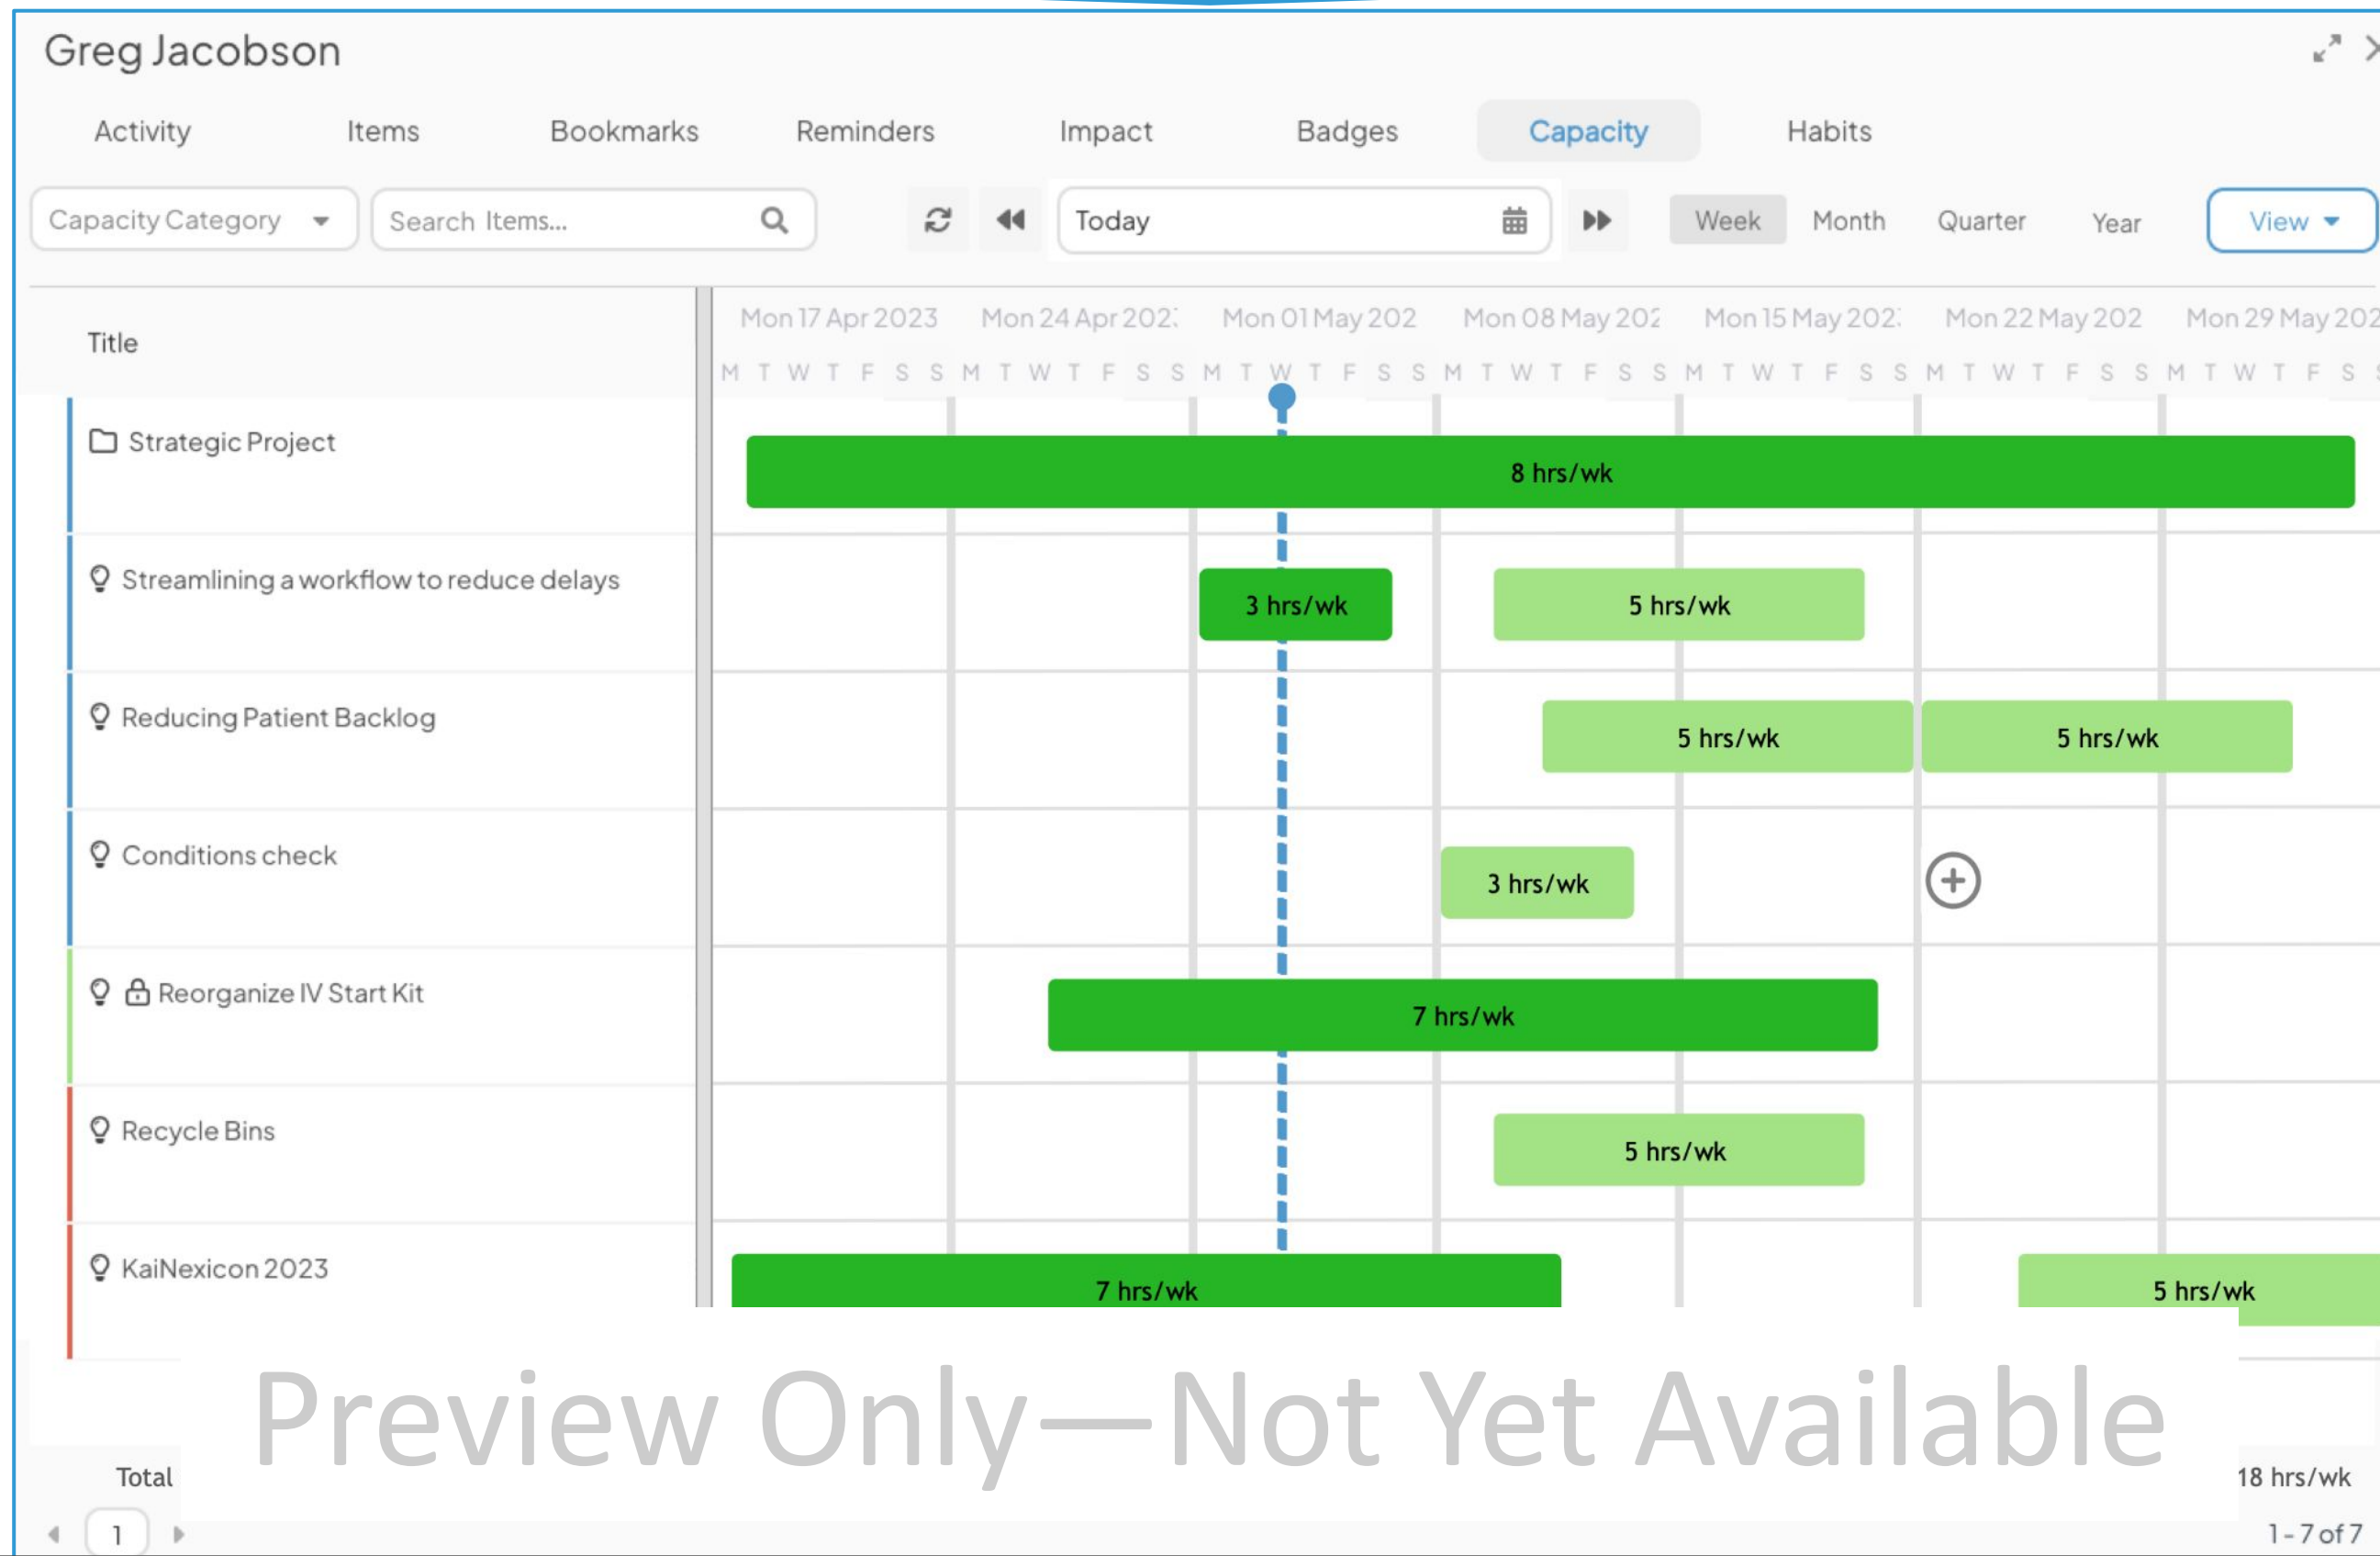 Greg Jacobson
Activity Items Bookmarks Reminders Impact Badges Capacity Habits
Capacity Category Search Items... Today Week Month Quarter Year View
Title
Mon 17 Apr 2023 Mon 24 Apr 202 Mon 01 May 202 Mon 08 May 202 Mon 15 May 202 Mon 22 May 202 Mon 29 May 202
M T W T F S S M T W T F S S M T W T F S S M T W T F S S M T W T F S S M T W T F S S M T W T F S S
Strategic Project
8 hrs/wk
Streamlining a workflow to reduce delays
3 hrs/wk 5 hrs/wk
Reducing Patient Backlog
5 hrs/wk 5 hrs/wk
Conditions check
3 hrs/wk
Reorganize IV Start Kit
7 hrs/wk
Recycle Bins
5 hrs/wk
KaiNexicon 2023
7 hrs/wk 5 hrs/wk
Preview Only—Not Yet Available
Total 18 hrs/wk
1 1 - 7 of 7